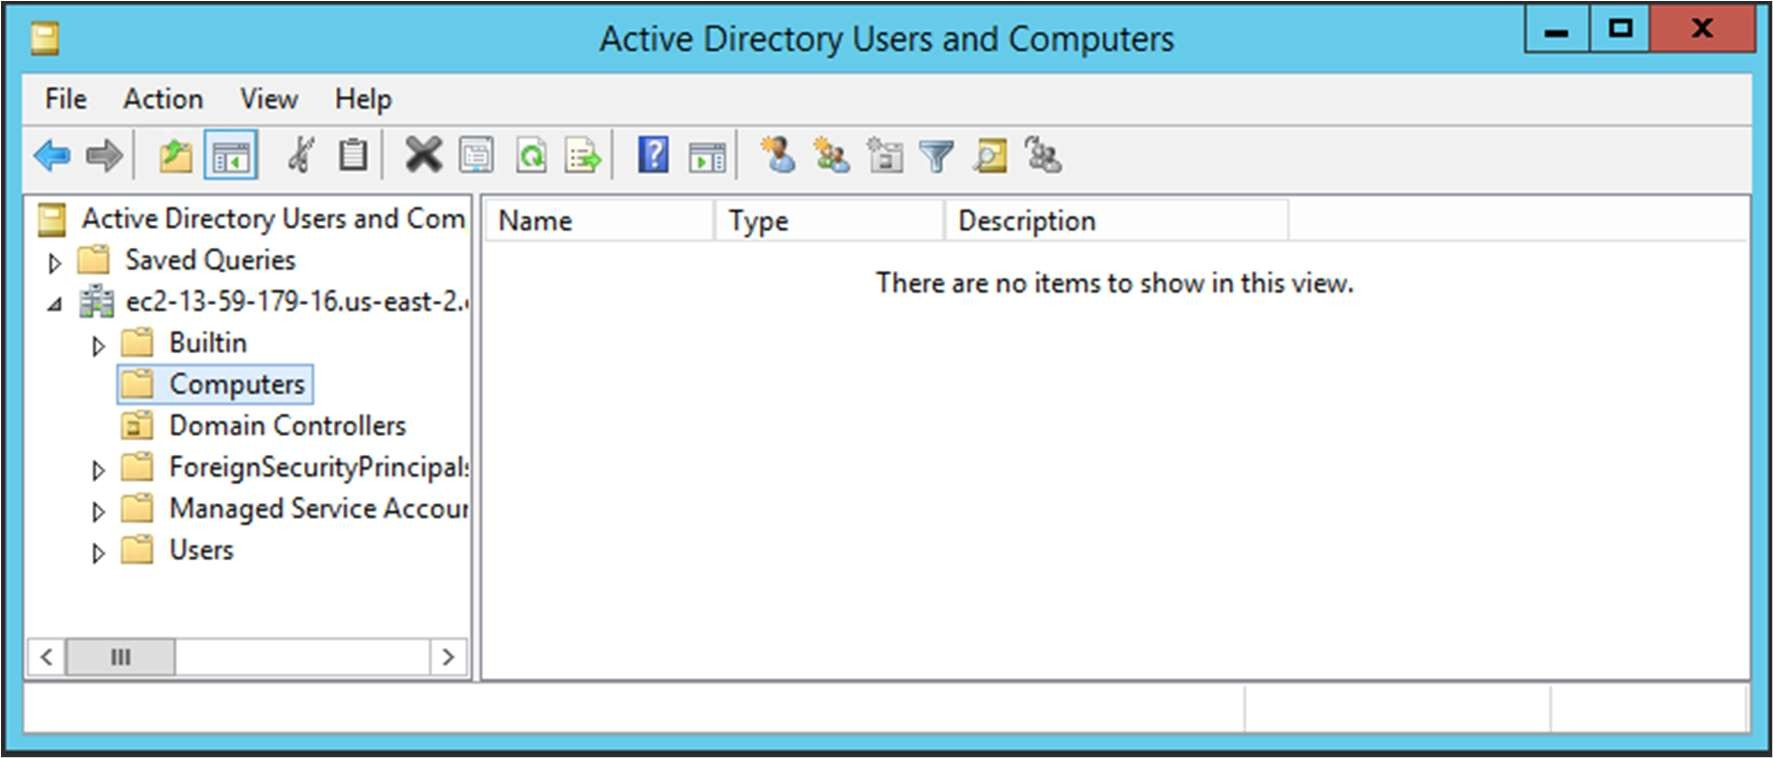 Active Directory Users and Computers
File Action View Help
Active Directory Users and Com
Saved Queries
ec2-13-59-179-16.us-east-2.
Builtin
Computers
Domain Controllers
ForeignSecurityPrincipals
Managed Service Accour
Users
Name Type Description
There are no items to show in this view.